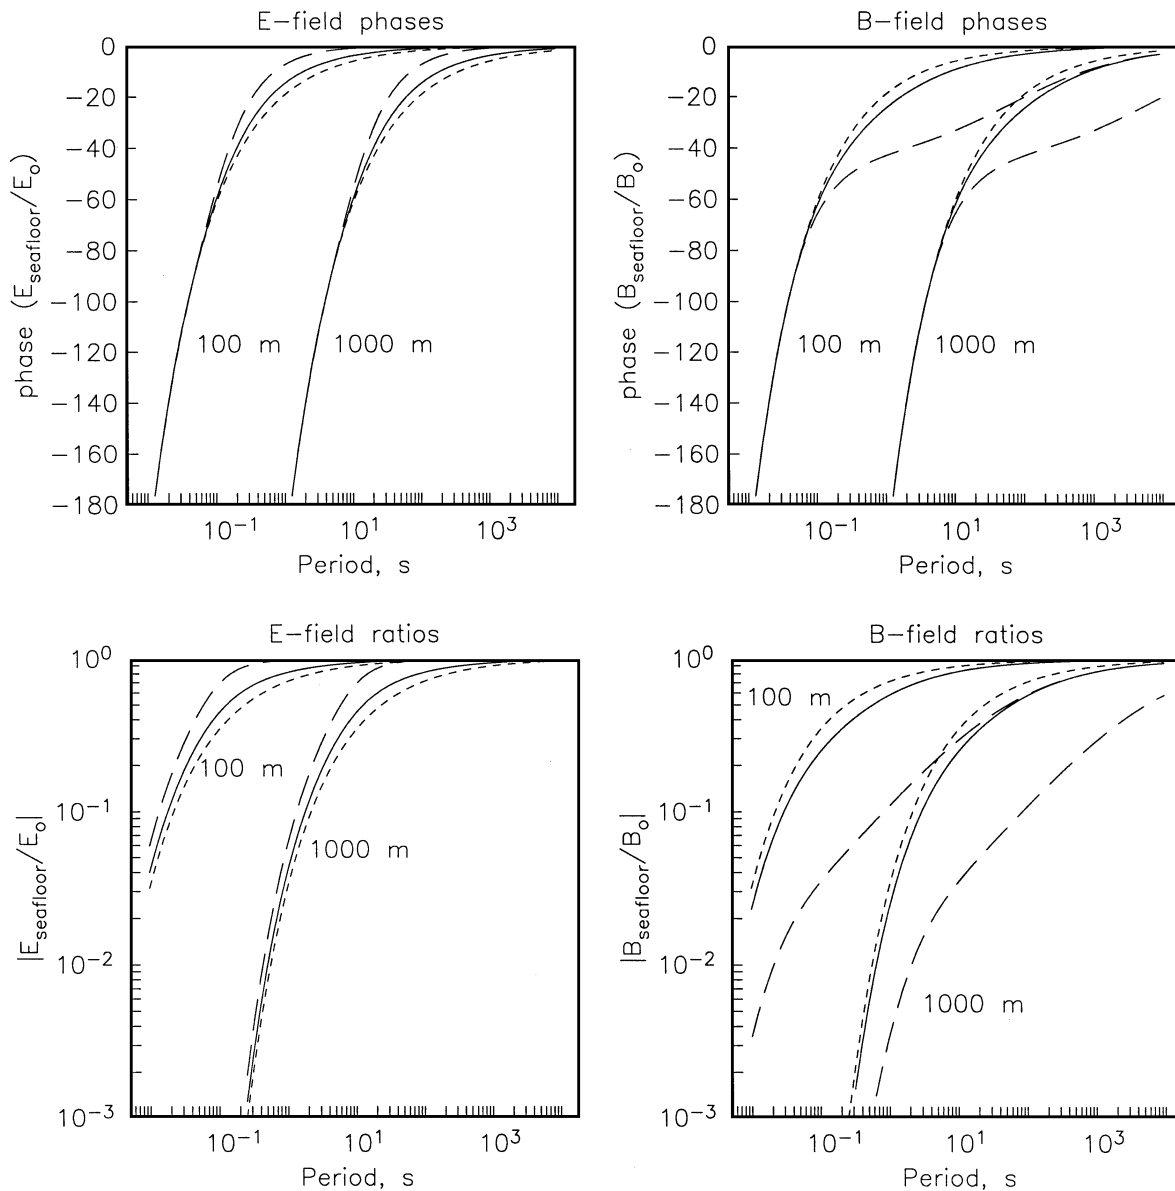 E-field phases
0
-20
-40
-60
-80
-100
-120
-140
-160
-180
phase (E_seafloor/E_o)
100 m
1000 m
10^-1
10^1
10^3
Period, s
B-field phases
0
-20
-40
-60
-80
-100
-120
-140
-160
-180
phase (B_seafloor/B_o)
100 m
1000 m
10^-1
10^1
10^3
Period, s
E-field ratios
10^0
10^-1
10^-2
10^-3
|E_seafloor/E_o|
100 m
1000 m
10^-1
10^1
10^3
Period, s
B-field ratios
10^0
10^-1
10^-2
10^-3
|B_seafloor/B_o|
100 m
1000 m
10^-1
10^1
10^3
Period, s